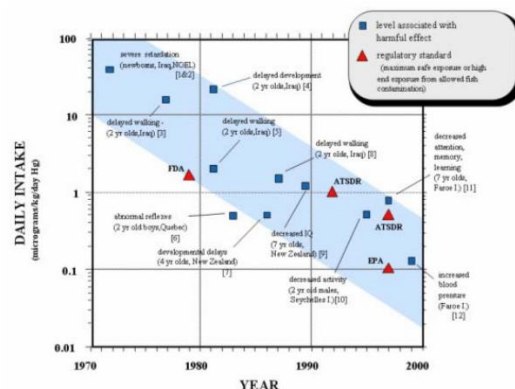 level associated with
harmful effect
regulatory standard
(maximum safe exposure or high
end exposure from allowed fish
contamination)
100
10
1
0.1
0.01
DAILY INTAKE
(micrograms/kg/day Hg)
severe retardation
(newborns, Iraq,NOEL)
[1&2]
delayed development
(2 yr olds,Iraq) [4]
delayed walking -
(2 yr olds,Iraq) [3]
delayed walking
(2 yr olds,Iraq) [5]
FDA
delayed walking
(2 yr olds, Iraq) [8]
ATSDR
decreased
attention,
memory,
learning
(7 yr olds,
Faroe I.)
[11]
abnormal reflexes
(2 year old boys,Quebec)
[6]
developmental delays
(4 yr olds, New Zealand)
[7]
decreased IQ
(7 yr olds,
New Zealand) [9]
ATSDR
EPA
decreased activity
(2 yr old males,
Seychelles I.)[10]
increased
blood
pressure
(Faroe I.)
[12]
1970
1980
1990
2000
YEAR